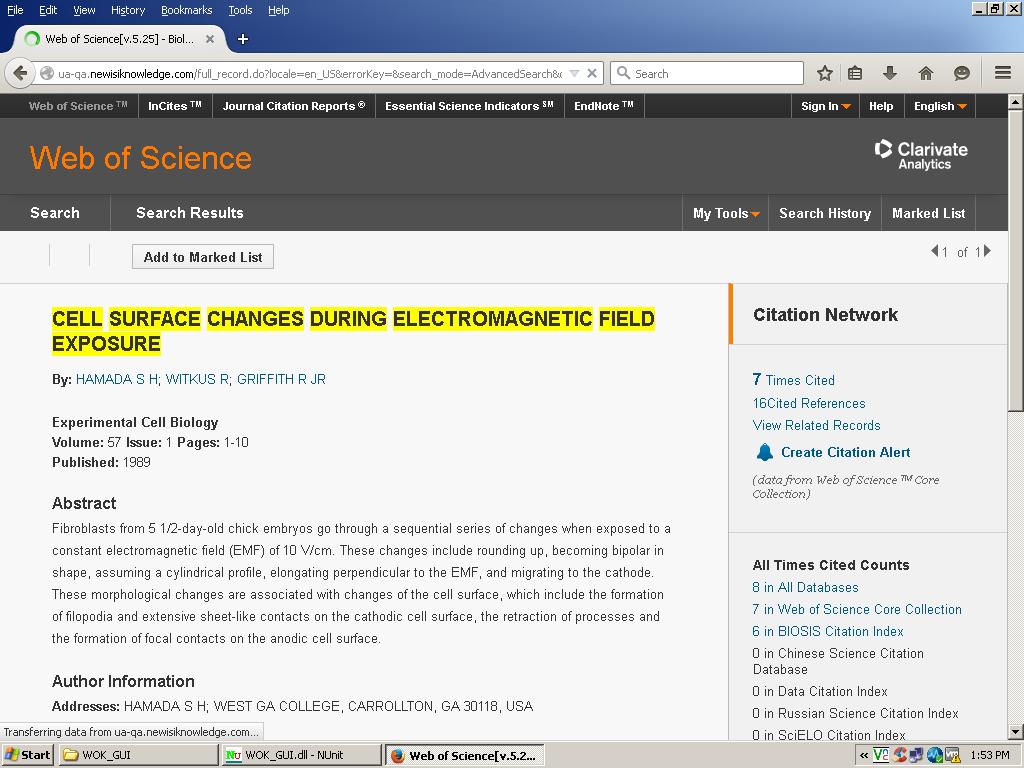 File Edit View History Bookmarks Tools Help
Web of Science[v.5.25] - Biol...
ua-qa.newisiknowledge.com/full_record.do?locale=en_US&errorKey=&search_mode=AdvancedSearch&
Search
Web of Science ™ InCites ™ Journal Citation Reports ® Essential Science Indicators ℠ EndNote ™ Sign In Help English
Web of Science
Clarivate
Analytics
Search Search Results My Tools Search History Marked List
Add to Marked List
1 of 1
CELL SURFACE CHANGES DURING ELECTROMAGNETIC FIELD
EXPOSURE
By: HAMADA S H; WITKUS R; GRIFFITH R JR
Experimental Cell Biology
Volume: 57 Issue: 1 Pages: 1-10
Published: 1989
Abstract
Fibroblasts from 5 1/2-day-old chick embryos go through a sequential series of changes when exposed to a
constant electromagnetic field (EMF) of 10 V/cm. These changes include rounding up, becoming bipolar in
shape, assuming a cylindrical profile, elongating perpendicular to the EMF, and migrating to the cathode.
These morphological changes are associated with changes of the cell surface, which include the formation
of filopodia and extensive sheet-like contacts on the cathodic cell surface, the retraction of processes and
the formation of focal contacts on the anodic cell surface.
Author Information
Addresses: HAMADA S H; WEST GA COLLEGE, CARROLLTON, GA 30118, USA
Citation Network
7 Times Cited
16Cited References
View Related Records
Create Citation Alert
(data from Web of Science ™ Core
Collection)
All Times Cited Counts
8 in All Databases
7 in Web of Science Core Collection
6 in BIOSIS Citation Index
0 in Chinese Science Citation
Database
0 in Data Citation Index
0 in Russian Science Citation Index
0 in SciELO Citation Index
Transferring data from ua-qa.newisiknowledge.com...
Start WOK_GUI WOK_GUI.dll - NUnit Web of Science[v.5.2... 1:53 PM